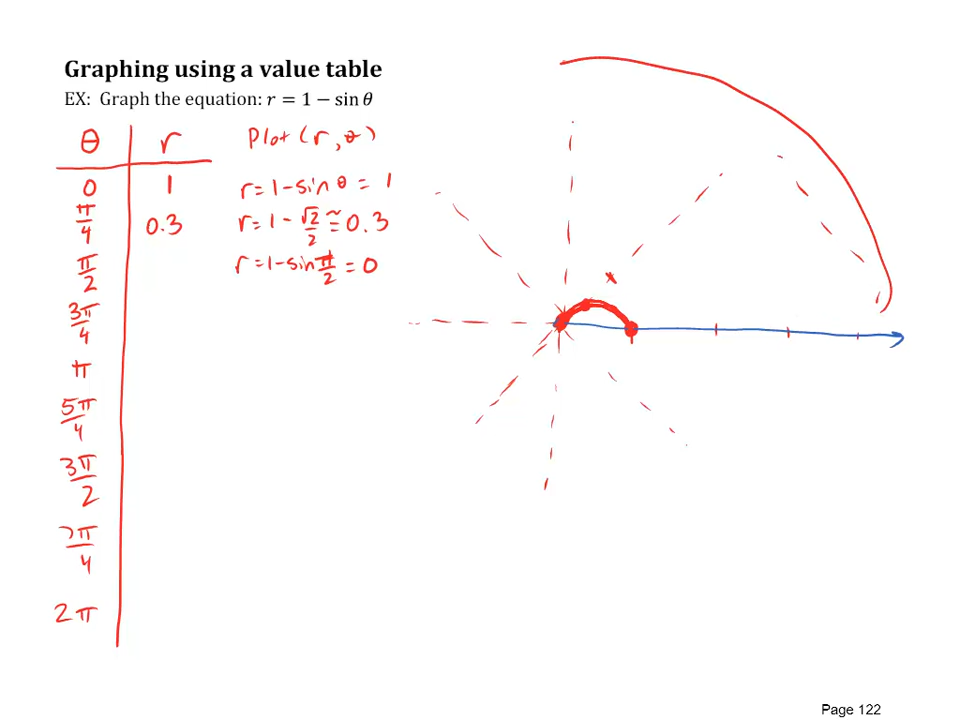 Graphing using a value table
EX: Graph the equation: r = 1 − sin θ
θ r Plot (r, θ)
0 1 r = 1 - sin θ = 1
π/4 0.3 r = 1 - √2/2 ≅ 0.3
π/2 r = 1 - sin π/2 = 0
3π/4
π
5π/4
3π/2
7π/4
2π
Page 122